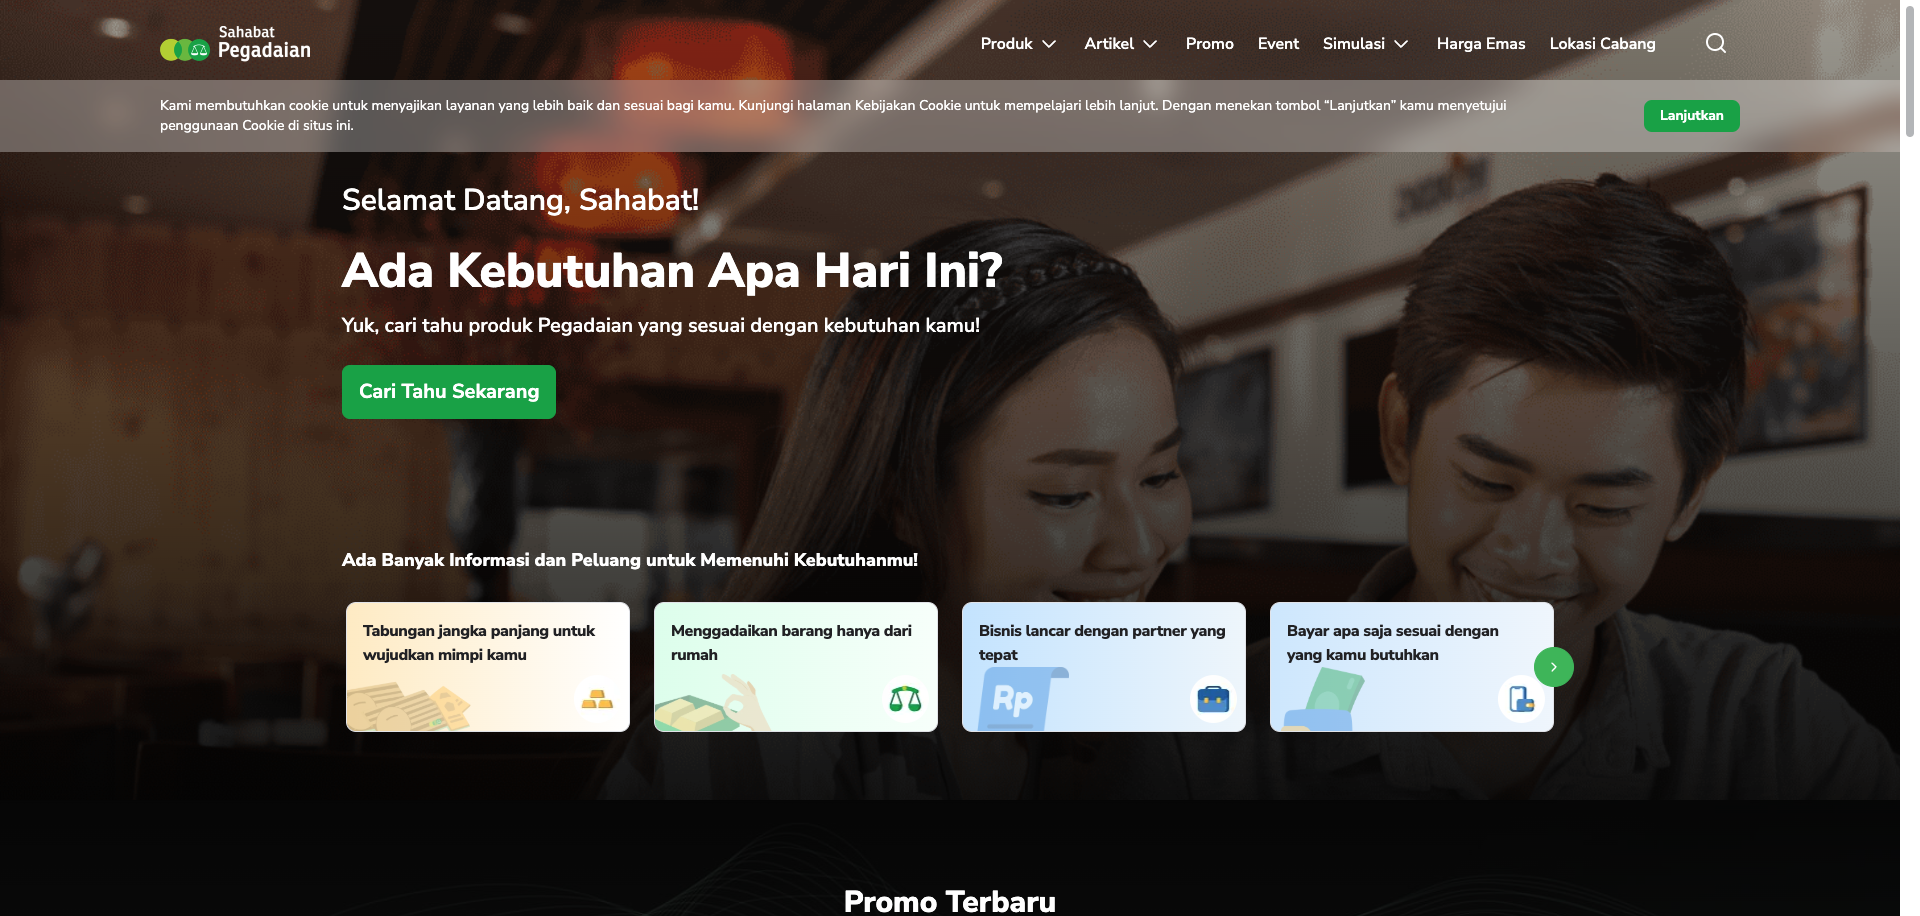 Sahabat
Pegadaian
Produk
Artikel
Promo
Event
Simulasi
Harga Emas
Lokasi Cabang
Kami membutuhkan cookie untuk menyajikan layanan yang lebih baik dan sesuai bagi kamu. Kunjungi halaman Kebijakan Cookie untuk mempelajari lebih lanjut. Dengan menekan tombol “Lanjutkan” kamu menyetujui
penggunaan Cookie di situs ini.
Lanjutkan
Selamat Datang, Sahabat!
Ada Kebutuhan Apa Hari Ini?
Yuk, cari tahu produk Pegadaian yang sesuai dengan kebutuhan kamu!
Cari Tahu Sekarang
Ada Banyak Informasi dan Peluang untuk Memenuhi Kebutuhanmu!
Tabungan jangka panjang untuk
wujudkan mimpi kamu
Menggadaikan barang hanya dari
rumah
Bisnis lancar dengan partner yang
tepat
Rp
Bayar apa saja sesuai dengan
yang kamu butuhkan
Promo Terbaru